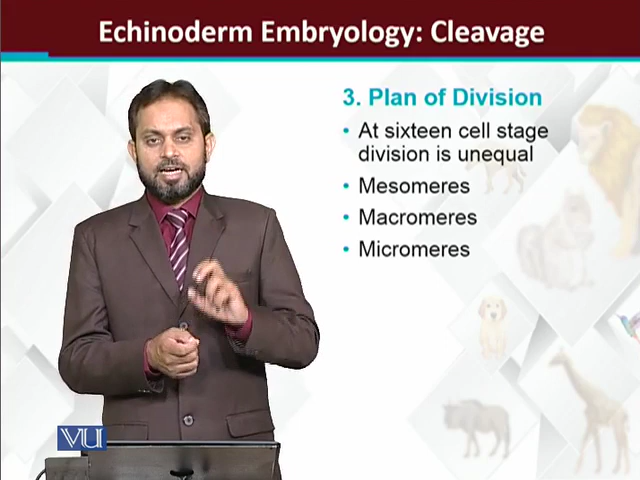 Echinoderm Embryology: Cleavage
3. Plan of Division
• At sixteen cell stage
division is unequal
• Mesomeres
• Macromeres
• Micromeres
VU